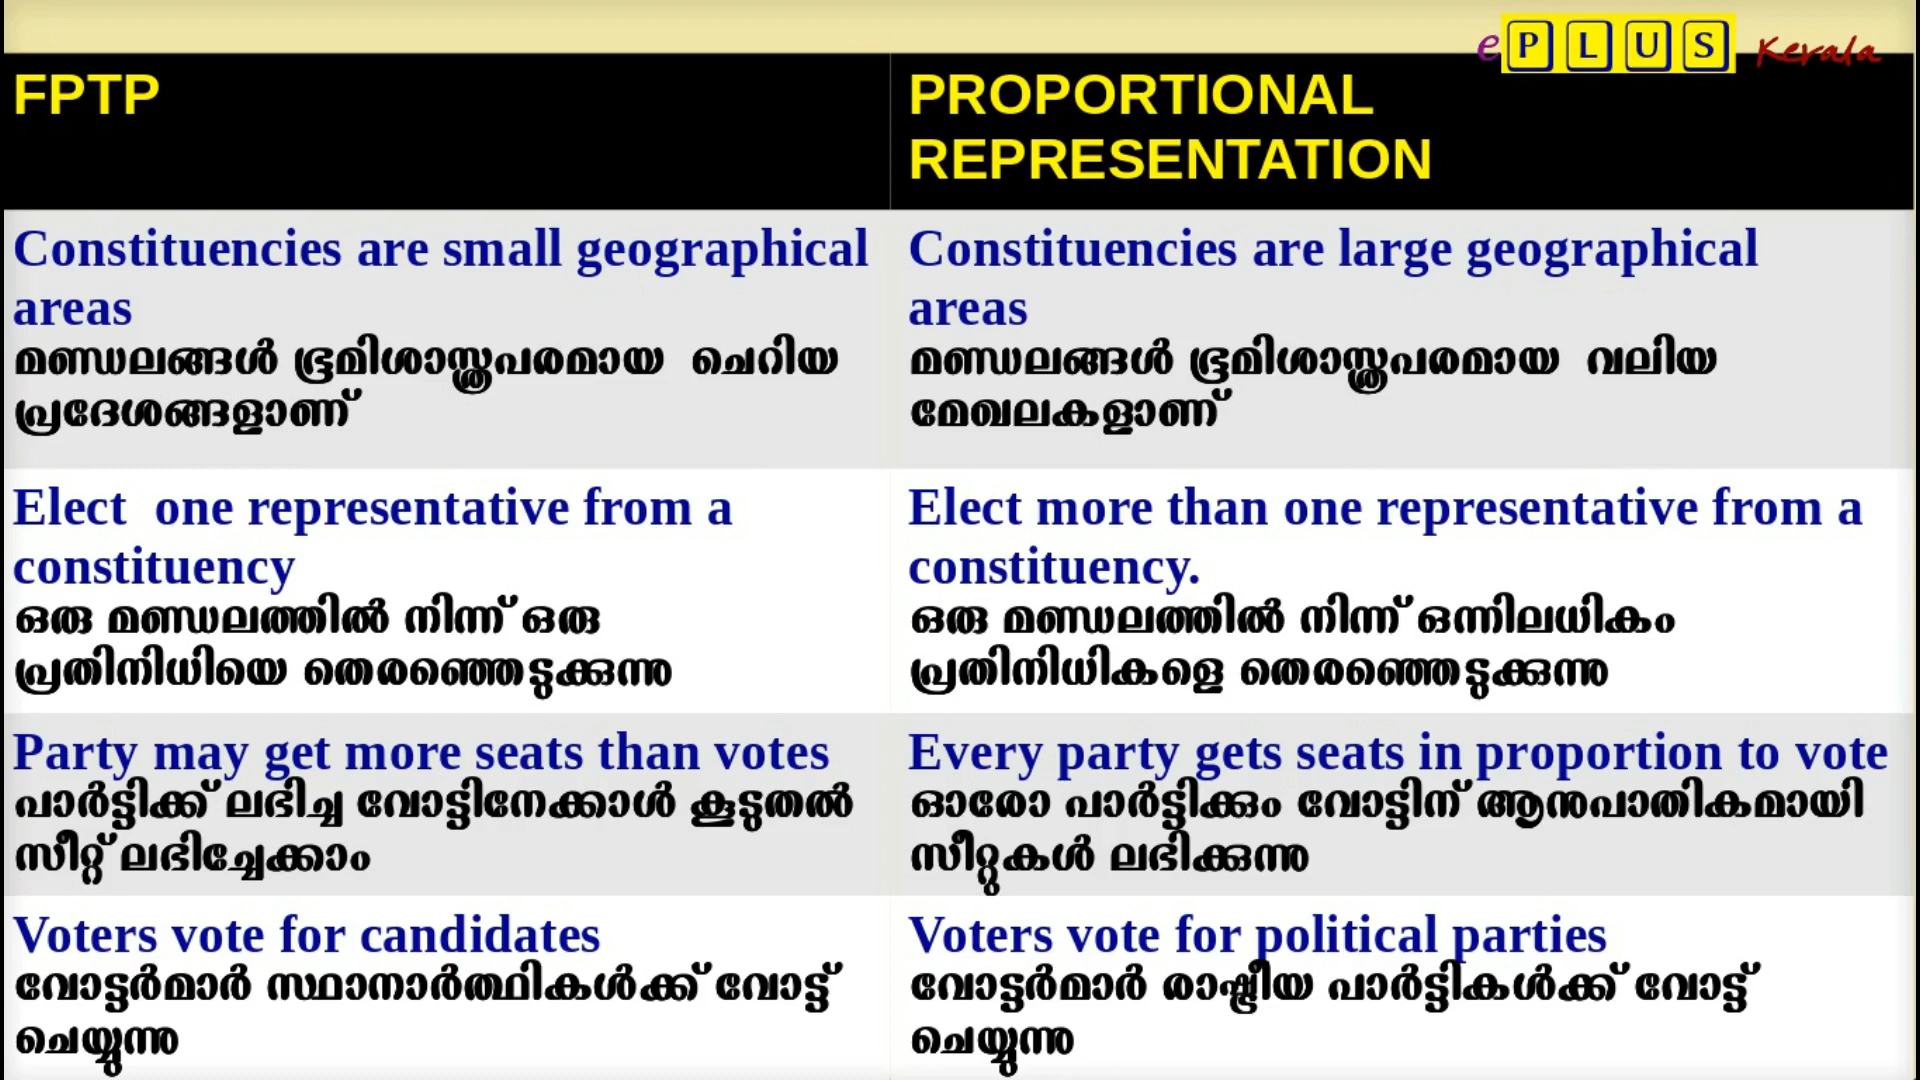 ePLUS Kerala
FPTP
PROPORTIONAL
REPRESENTATION
Constituencies are small geographical
areas
മണ്ഡലങ്ങൾ ഭൂമിശാസ്ത്രപരമായ ചെറിയ
പ്രദേശങ്ങളാണ്
Constituencies are large geographical
areas
മണ്ഡലങ്ങൾ ഭൂമിശാസ്ത്രപരമായ വലിയ
മേഖലകളാണ്
Elect one representative from a
constituency
ഒരു മണ്ഡലത്തിൽ നിന്ന് ഒരു
പ്രതിനിധിയെ തെരഞ്ഞെടുക്കുന്നു
Elect more than one representative from a
constituency.
ഒരു മണ്ഡലത്തിൽ നിന്ന് ഒന്നിലധികം
പ്രതിനിധികളെ തെരഞ്ഞെടുക്കുന്നു
Party may get more seats than votes
പാർട്ടിക്ക് ലഭിച്ച വോട്ടിനേക്കാൾ കൂടുതൽ
സീറ്റ് ലഭിച്ചേക്കാം
Every party gets seats in proportion to vote
ഓരോ പാർട്ടിക്കും വോട്ടിന് ആനുപാതികമായി
സീറ്റുകൾ ലഭിക്കുന്നു
Voters vote for candidates
വോട്ടർമാർ സ്ഥാനാർത്ഥികൾക്ക് വോട്ട്
ചെയ്യുന്നു
Voters vote for political parties
വോട്ടർമാർ രാഷ്ട്രീയ പാർട്ടികൾക്ക് വോട്ട്
ചെയ്യുന്നു